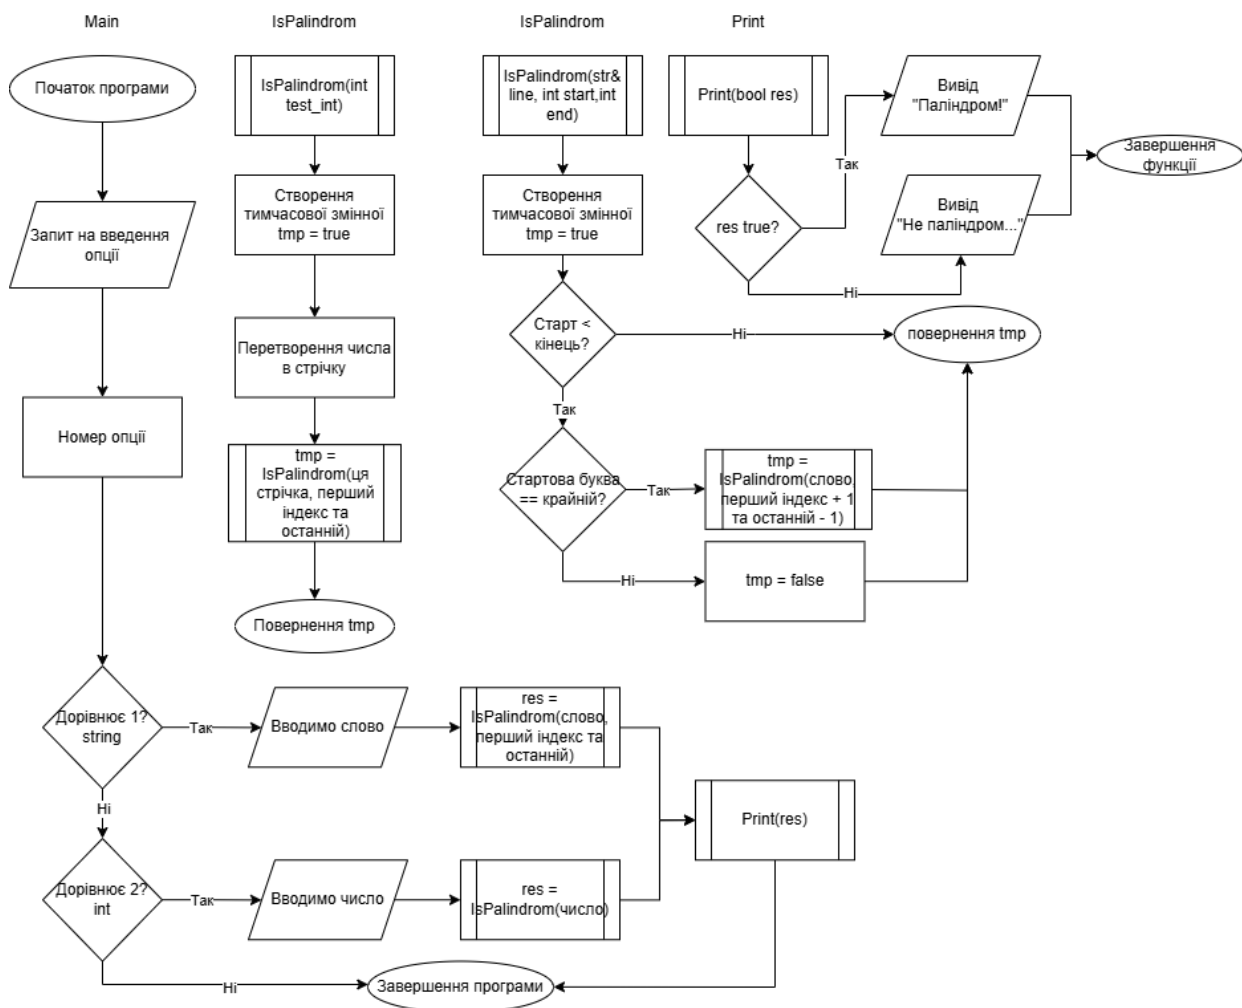 Main
IsPalindrom
IsPalindrom
Print
Початок програми
Запит на введення
опції
Номер опції
Дорівнює 1?
string
Так
Вводимо слово
res =
IsPalindrom(слово,
перший індекс та
останній)
Ні
Дорівнює 2?
int
Так
Вводимо число
res =
IsPalindrom(число)
Print(res)
Ні
Завершення програми
IsPalindrom(int
test_int)
Створення
тимчасової змінної
tmp = true
Перетворення числа
в стрічку
tmp =
IsPalindrom(ця
стрічка, перший
індекс та
останній)
Повернення tmp
IsPalindrom(str&
line, int start,int
end)
Створення
тимчасової змінної
tmp = true
Старт <
кінець?
Ні
повернення tmp
Так
Стартова буква
== крайній?
Так
tmp =
IsPalindrom(слово,
перший індекс + 1
та останній - 1)
Ні
tmp = false
Print(bool res)
res true?
Так
Вивід
"Паліндром!"
Ні
Вивід
"Не паліндром..."
Завершення
функції